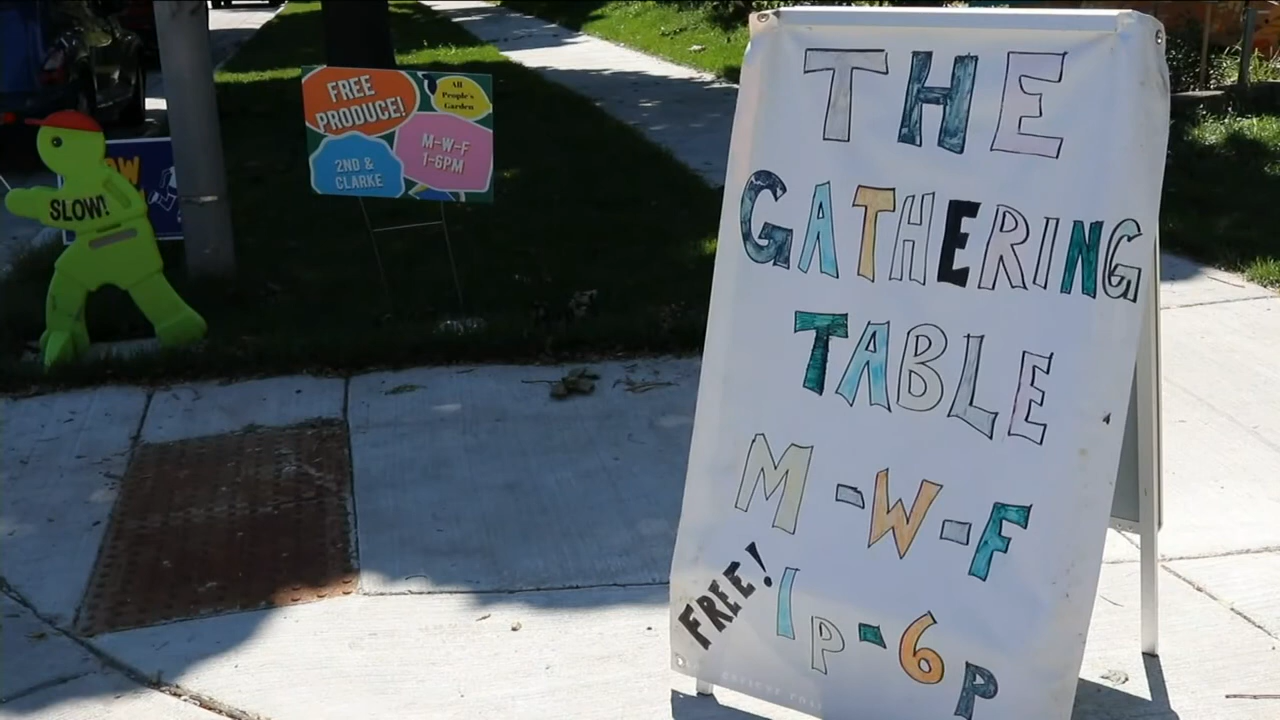 FREE
PRODUCE!
All
People's
Garden
M-W-F
1-6PM
2ND &
CLARKE
SLOW!
THE
GATHERING
TABLE
M-W-F
FREE!
1p-6p